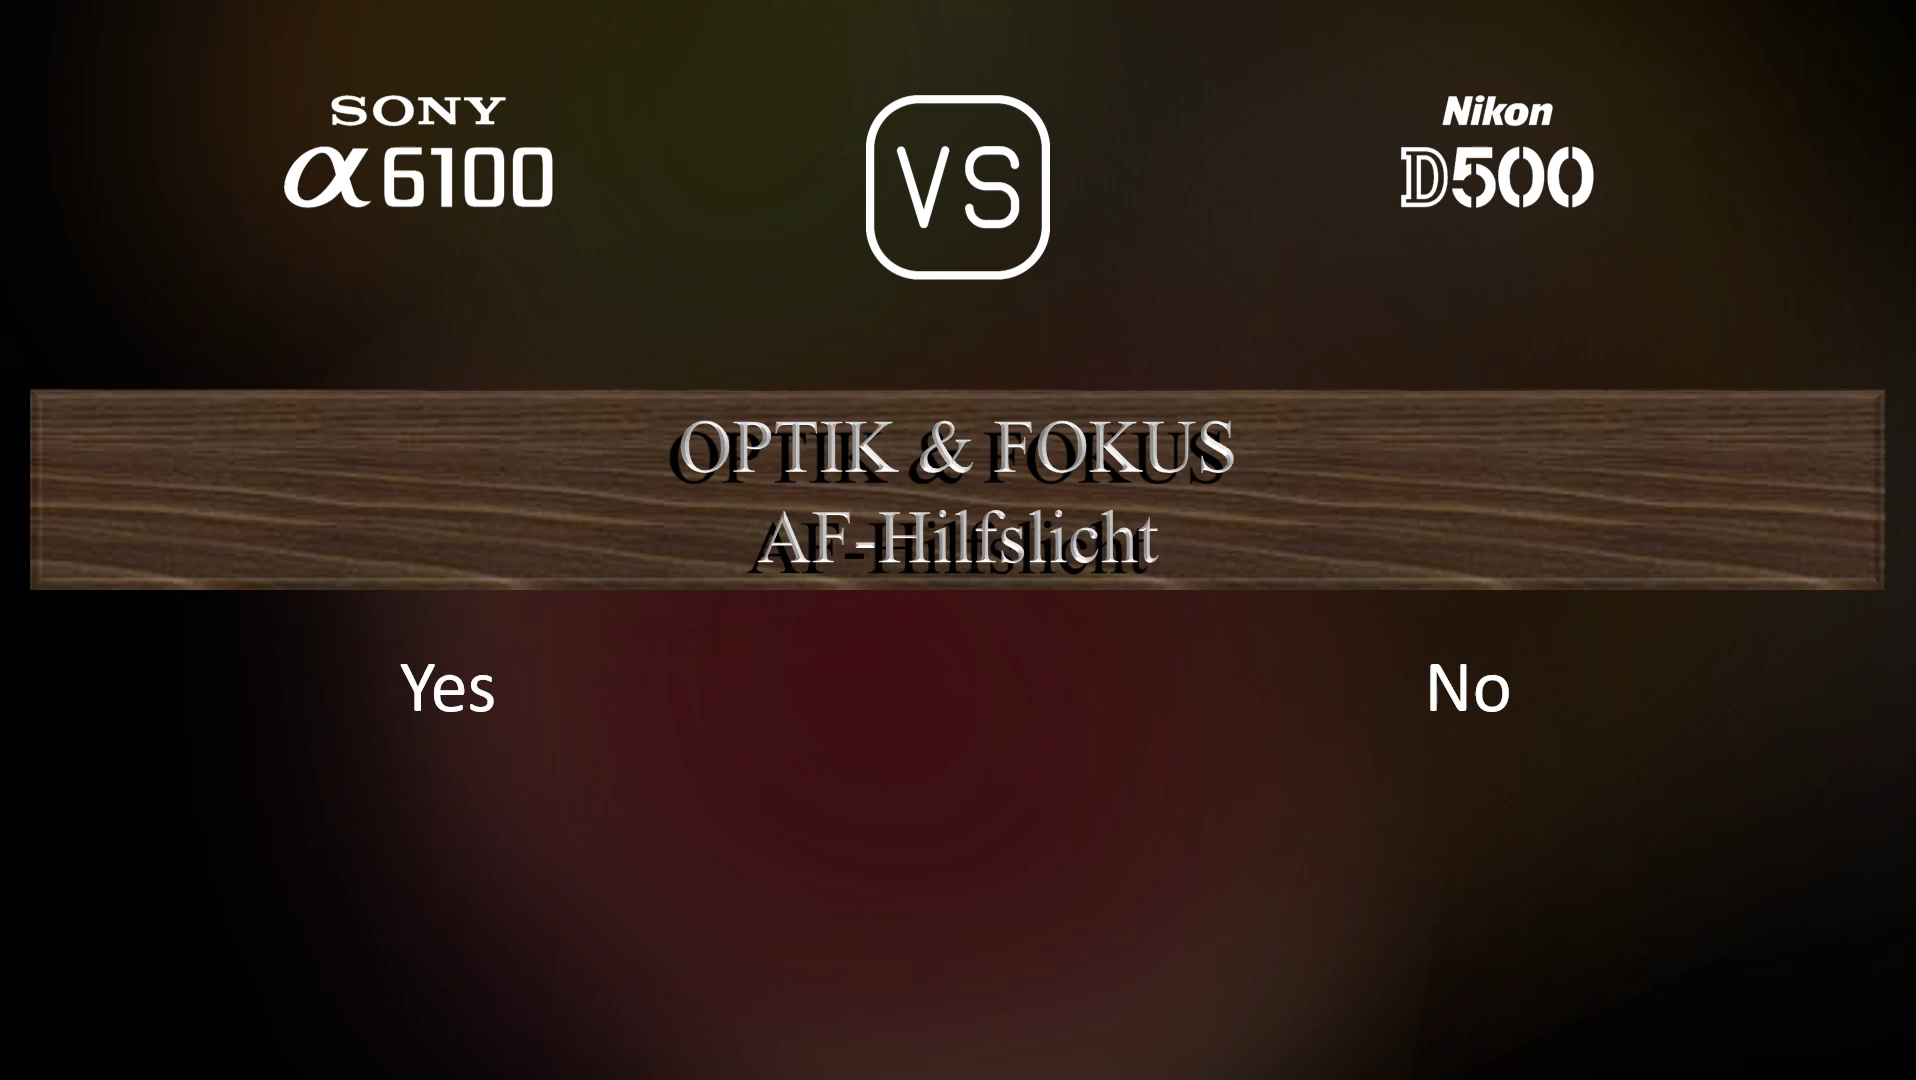 SONY
α6100
VS
Nikon
D500
OPTIK & FOKUS
AF-Hilfslicht
Yes
No